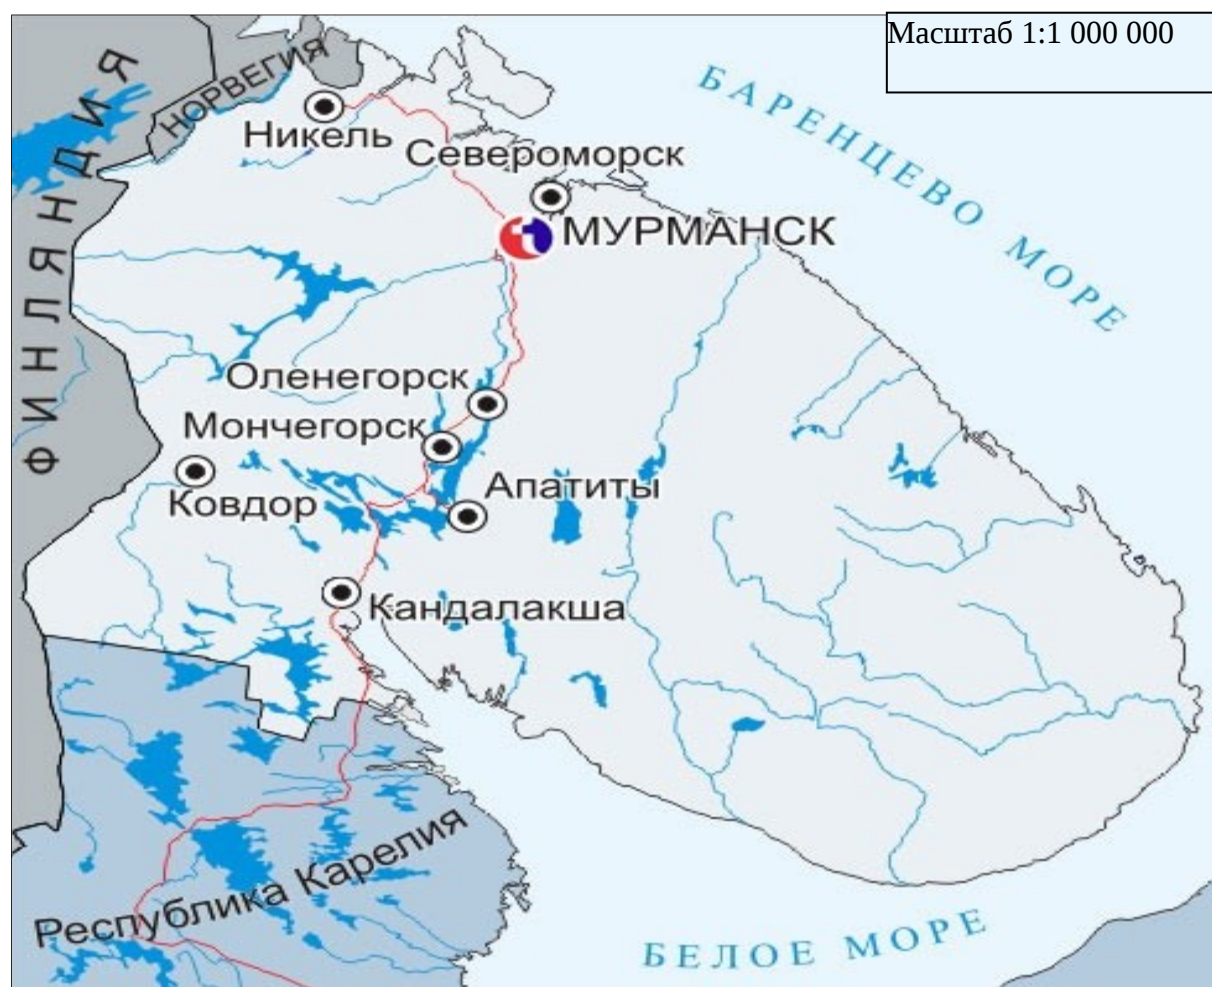 Масштаб 1:1 000 000
БАРЕНЦЕВО МОРЕ
НОРВЕГИЯ
ФИНЛЯНДИЯ
Никель
Североморск
МУРМАНСК
Оленегорск
Мончегорск
Ковдор
Апатиты
Кандалакша
Республика Карелия
БЕЛОЕ МОРЕ